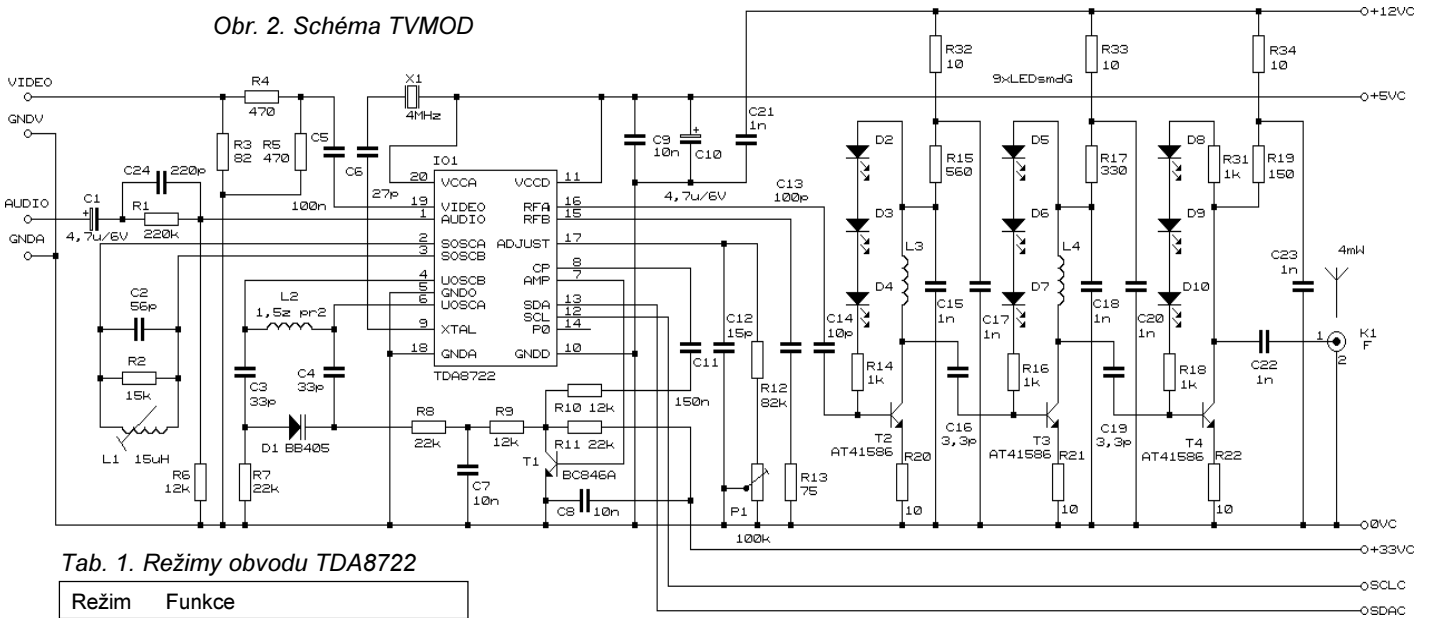 Obr. 2. Schéma TVMOD
+12VC
R32
10
R33
10
R34
10
9xLEDsmdG
VIDEO
R4
470
X1
4MHz
+5VC
GNDV
R3
82
R5
470
C5
100n
C6
27p
C9
10n
C10
4,7u/6V
C21
1n
D2
D5
D8
R15
560
R17
330
R31
1k
R19
150
C24
220p
IO1
20
VCCA
VCCD
11
19
VIDEO
RFA
16
1
AUDIO
RFB
15
2
SOSCA
ADJUST
17
3
SOSCB
CP
8
4
UOSCB
AMP
7
5
GNDO
SDA
13
6
UOSCA
SCL
12
9
XTAL
P0
14
18
GNDA
GNDD
10
TDA8722
C13
100p
AUDIO
C1
+
4,7u/6V
R1
220k
GNDA
D3
D6
D9
L3
L4
4mW
C23
1n
D4
D7
D10
L2
1,5z pr2
C2
56p
C12
15p
C14
10p
C15
1n
C17
1n
C18
1n
C20
1n
K1
F
1
2
C22
1n
R2
15k
C3
33p
C4
33p
C11
150n
R12
82k
R14
1k
R16
1k
R18
1k
L1 15uH
D1 BB405
R8
22k
R9
12k
R10 12k
R11 22k
T1
BC846A
C16
3,3p
C19
3,3p
T2
AT41586
T3
AT41586
T4
AT41586
R6
12k
R7
22k
C7
10n
C8
10n
P1
100k
R13
75
R20
10
R21
10
R22
10
0VC
+33VC
SCLC
SDAC
Tab. 1. Režimy obvodu TDA8722
Režim Funkce